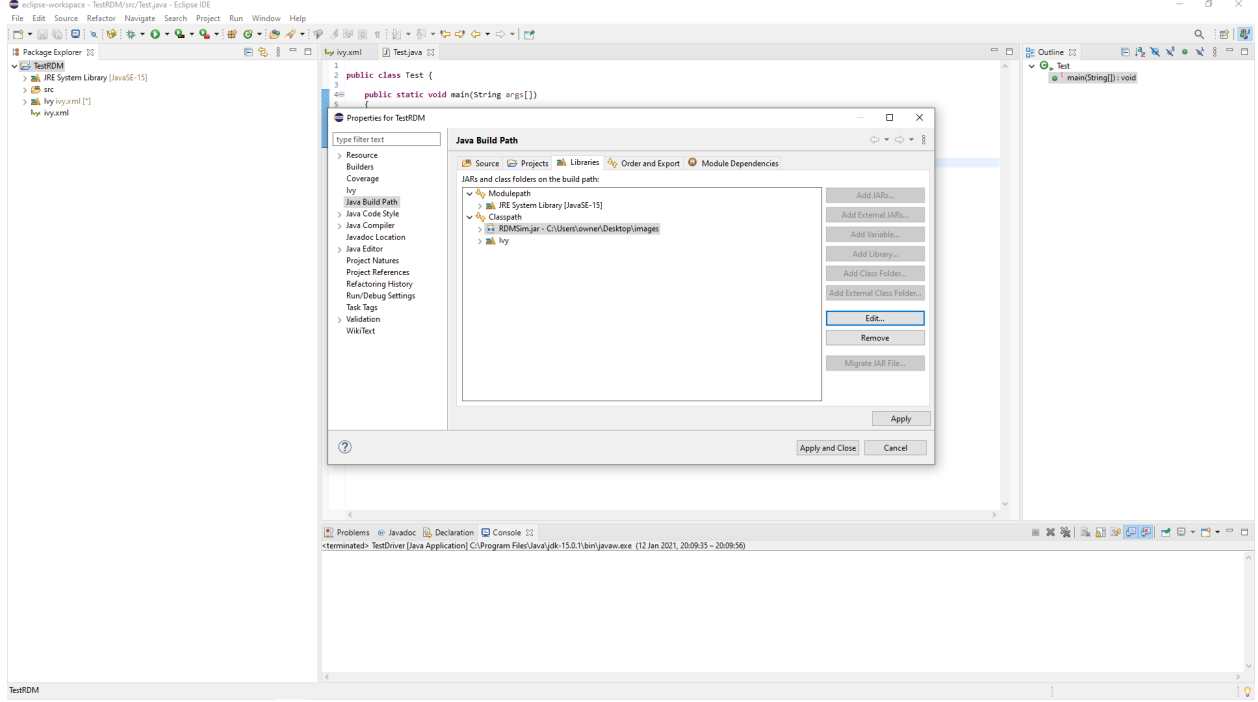 eclipse-workspace - TestRDM/src/Test.java - Eclipse IDE
File Edit Source Refactor Navigate Search Project Run Window Help
Package Explorer
TestRDM
JRE System Library [JavaSE-15]
src
Ivy ivy.xml [*]
ivy.xml
ivy.xml Test.java
1
2 public class Test {
3
4 public static void main(String args[])
5 {
Outline
Test
main(String[]) : void
Properties for TestRDM
type filter text
Resource
Builders
Coverage
Ivy
Java Build Path
Java Code Style
Java Compiler
Javadoc Location
Java Editor
Project Natures
Project References
Refactoring History
Run/Debug Settings
Task Tags
Validation
WikiText
Java Build Path
Source Projects Libraries Order and Export Module Dependencies
JARs and class folders on the build path:
Modulepath
JRE System Library [JavaSE-15]
Classpath
RDMSim.jar - C:\Users\owner\Desktop\images
Ivy
Add JARs...
Add External JARs...
Add Variable...
Add Library...
Add Class Folder...
Add External Class Folder...
Edit...
Remove
Migrate JAR File...
Apply
Apply and Close Cancel
Problems Javadoc Declaration Console
<terminated> TestDriver [Java Application] C:\Program Files\Java\jdk-15.0.1\bin\javaw.exe (12 Jan 2021, 20:09:35 – 20:09:56)
TestRDM